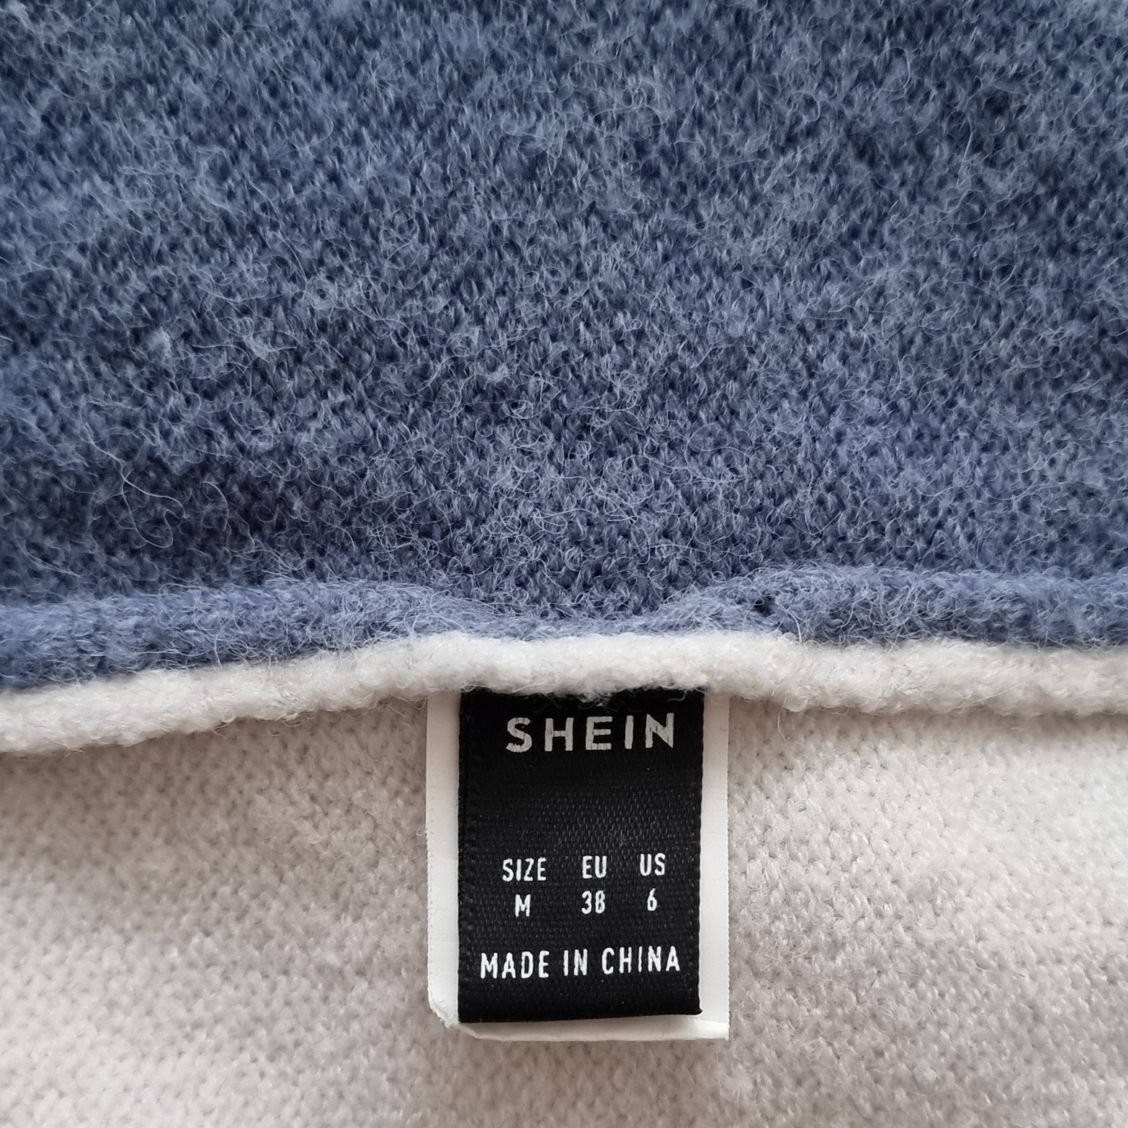 SHEIN
SIZE EU US
M 38 6
MADE IN CHINA